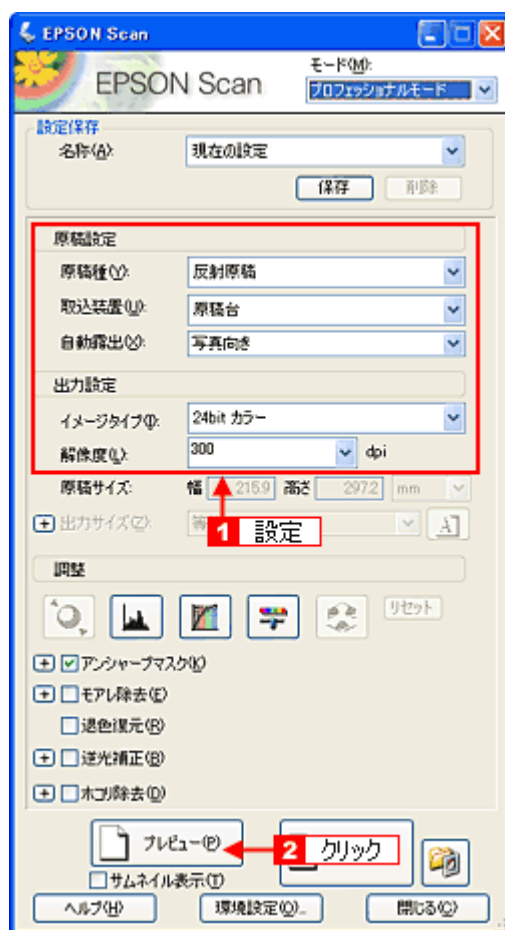 EPSON Scan
EPSON Scan
モード(M):
プロフェッショナルモード
設定保存
名称(A):
現在の設定
保存
削除
原稿設定
原稿種(Y):
反射原稿
取込装置(U):
原稿台
自動露出(X):
写真向き
出力設定
イメージタイプ(I):
24bit カラー
解像度(L):
300
dpi
原稿サイズ:
幅
215.9
高さ
297.2
mm
出力サイズ(Z):
1 設定
調整
リセット
アンシャープマスク(K)
モアレ除去(E)
退色復元(R)
逆光補正(B)
ホコリ除去(D)
プレビュー(P)
2 クリック
サムネイル表示(T)
ヘルプ(H)
環境設定(O)...
閉じる(C)